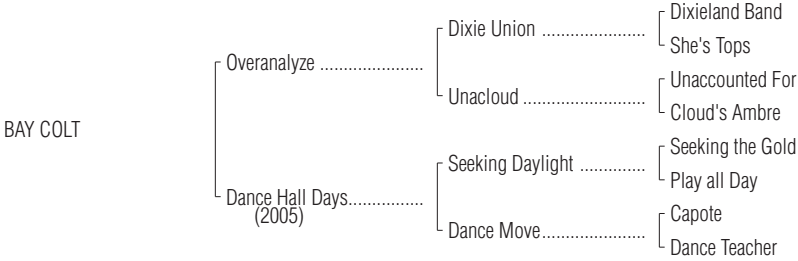 Dixieland Band
Dixie Union ......................
She's Tops
Overanalyze ......................
Unaccounted For
Unacloud ..........................
Cloud's Ambre
BAY COLT
Seeking the Gold
Seeking Daylight ..............
Play all Day
Dance Hall Days................
(2005)
Capote
Dance Move......................
Dance Teacher